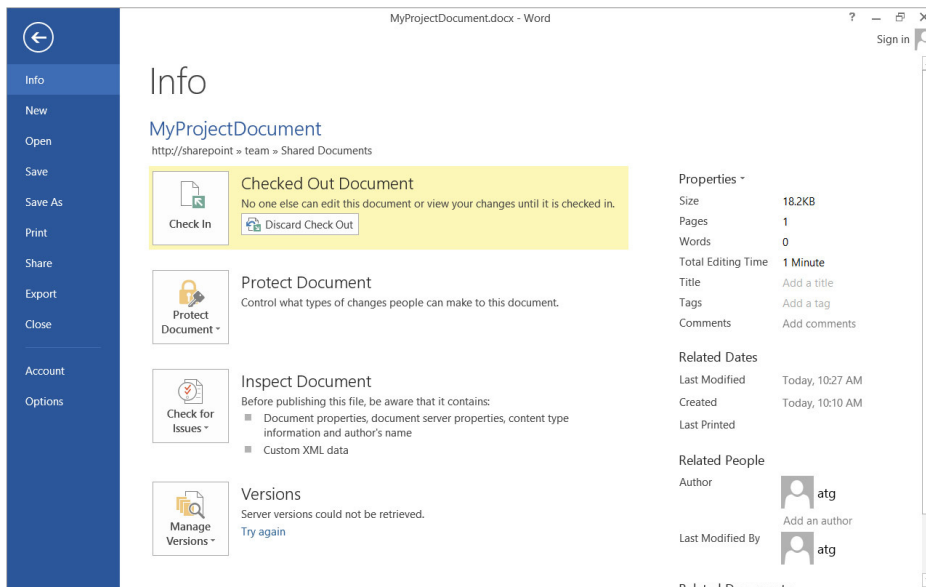 MyProjectDocument.docx - Word
?
Sign in
Info
New
Open
Save
Save As
Print
Share
Export
Close
Account
Options
Info
MyProjectDocument
http://sharepoint » team » Shared Documents
Check In
Checked Out Document
No one else can edit this document or view your changes until it is checked in.
Discard Check Out
Protect
Document
Protect Document
Control what types of changes people can make to this document.
Check for
Issues
Inspect Document
Before publishing this file, be aware that it contains:
Document properties, document server properties, content type
information and author's name
Custom XML data
Manage
Versions
Versions
Server versions could not be retrieved.
Try again
Properties
Size 18.2KB
Pages 1
Words 0
Total Editing Time 1 Minute
Title Add a title
Tags Add a tag
Comments Add comments
Related Dates
Last Modified Today, 10:27 AM
Created Today, 10:10 AM
Last Printed
Related People
Author atg
Add an author
Last Modified By atg